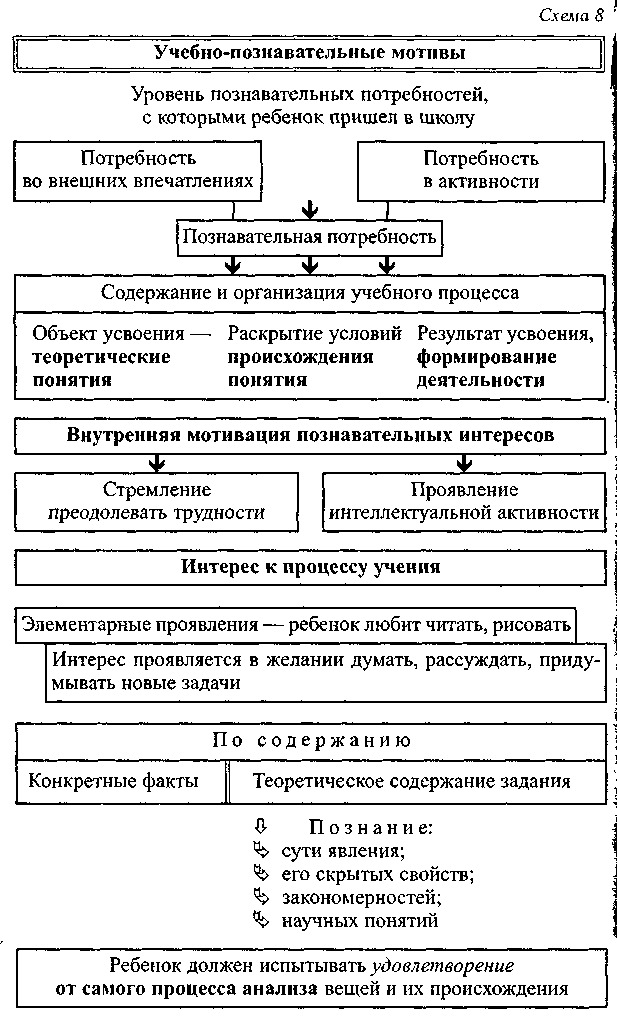 Схема 8
Учебно-познавательные мотивы
Уровень познавательных потребностей,
с которыми ребенок пришел в школу
Потребность
во внешних впечатлениях
Потребность
в активности
Познавательная потребность
Содержание и организация учебного процесса
Объект усвоения —
теоретические
понятия
Раскрытие условий
происхождения
понятия
Результат усвоения,
формирование
деятельности
Внутренняя мотивация познавательных интересов
Стремление
преодолевать трудности
Проявление
интеллектуальной активности
Интерес к процессу учения
Элементарные проявления — ребенок любит читать, рисовать
Интерес проявляется в желании думать, рассуждать, приду-
мывать новые задачи
По содержанию
Конкретные факты
Теоретическое содержание задания
Познание:
сути явления;
его скрытых свойств;
закономерностей;
научных понятий
Ребенок должен испытывать удовлетворение
от самого процесса анализа вещей и их происхождения